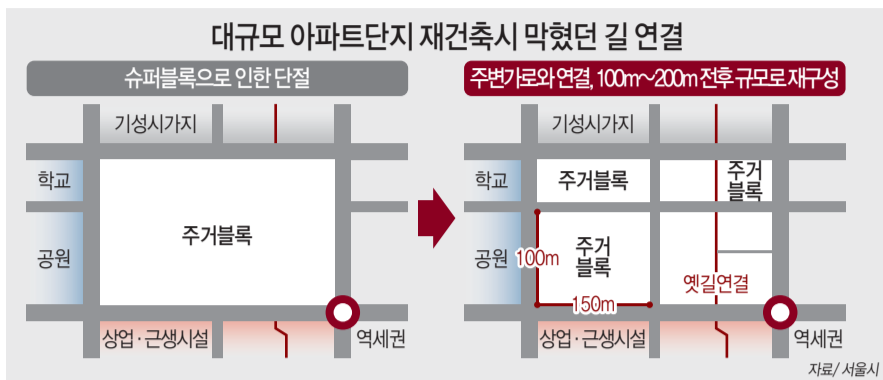 대규모 아파트단지 재건축시 막혔던 길 연결
슈퍼블록으로 인한 단절
기성시가지
학교
주거블록
공원
상업·근생시설
역세권
주변가로와 연결, 100m~200m 전후 규모로 재구성
기성시가지
학교
주거블록
주거
블록
공원
100m
주거
블록
150m
옛길연결
상업·근생시설
역세권
자료/ 서울시